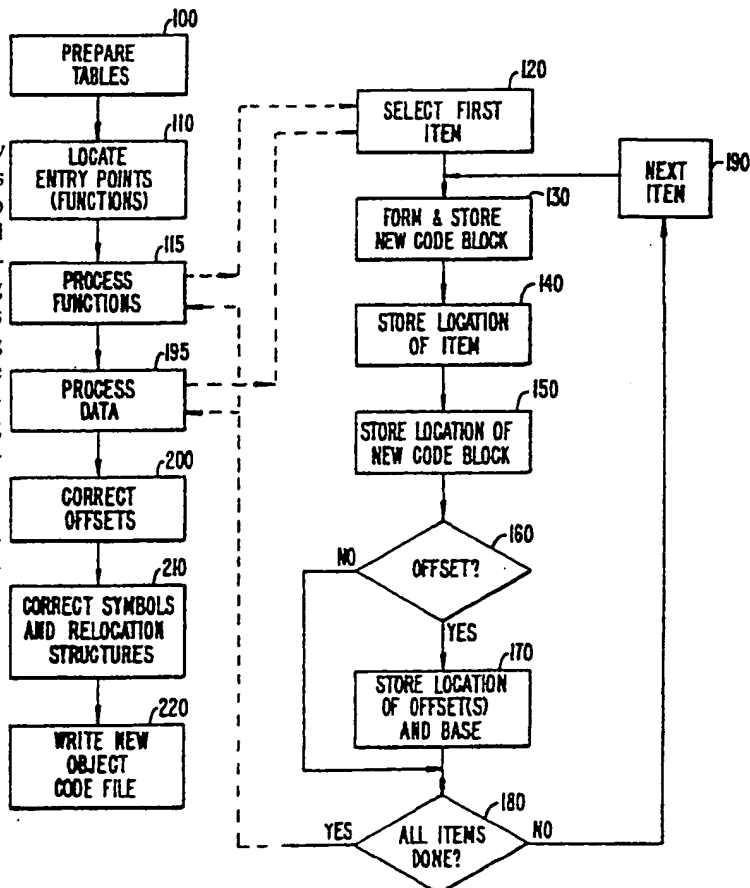 100
PREPARE
TABLES
110
LOCATE
ENTRY POINTS
(FUNCTIONS)
115
PROCESS
FUNCTIONS
195
PROCESS
DATA
200
CORRECT
OFFSETS
210
CORRECT SYMBOLS
AND RELOCATION
STRUCTURES
220
WRITE NEW
OBJECT
CODE FILE
120
SELECT FIRST
ITEM
190
NEXT
ITEM
130
FORM & STORE
NEW CODE BLOCK
140
STORE LOCATION
OF ITEM
150
STORE LOCATION OF
NEW CODE BLOCK
160
OFFSET?
NO
YES
170
STORE LOCATION
OF OFFSET(S)
AND BASE
180
ALL ITEMS
DONE?
YES
NO